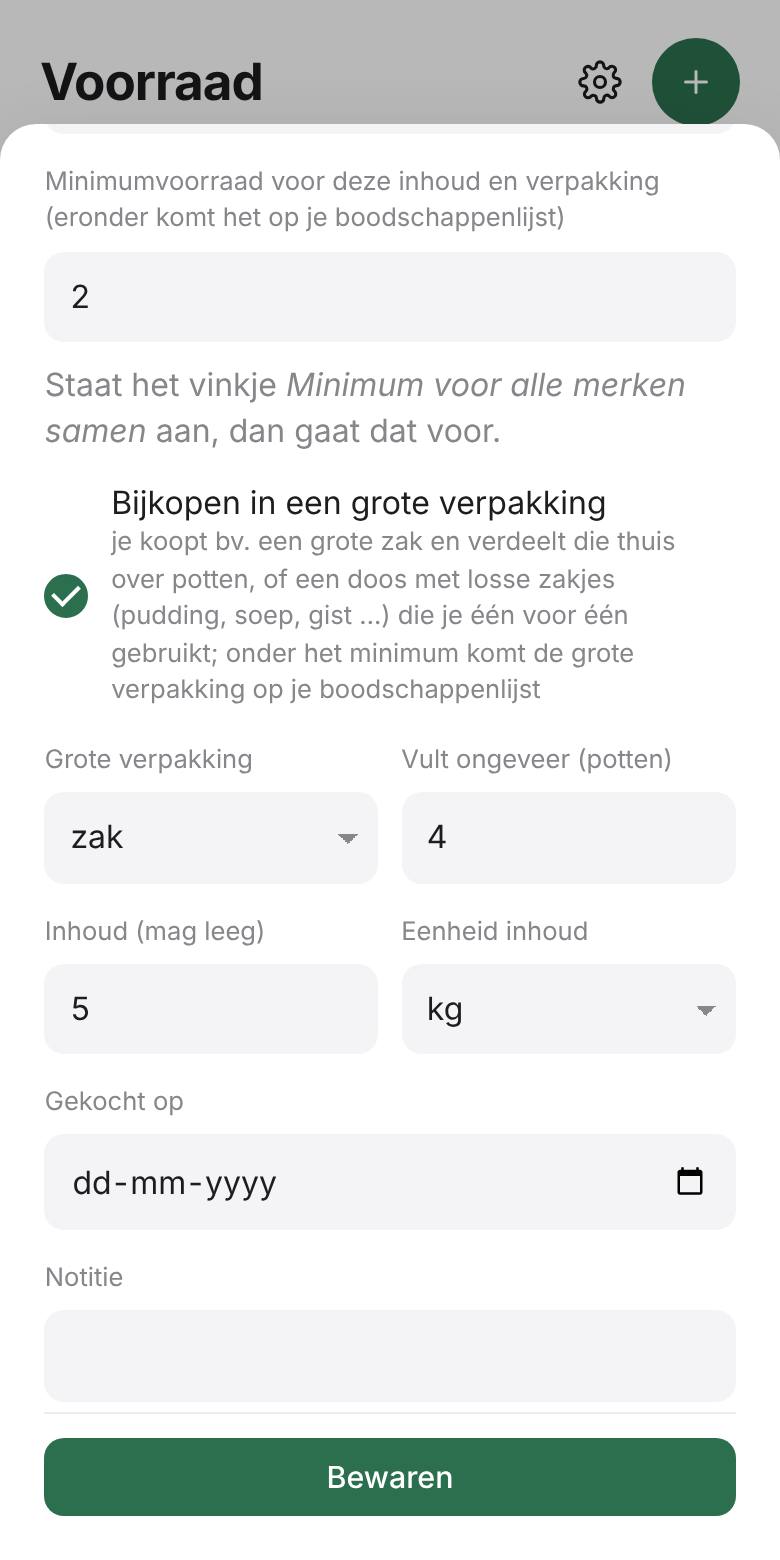 Voorraad
Minimumvoorraad voor deze inhoud en verpakking
(eronder komt het op je boodschappenlijst)
2
Staat het vinkje Minimum voor alle merken
samen aan, dan gaat dat voor.
Bijkopen in een grote verpakking
je koopt bv. een grote zak en verdeelt die thuis
over potten, of een doos met losse zakjes
(pudding, soep, gist ...) die je één voor één
gebruikt; onder het minimum komt de grote
verpakking op je boodschappenlijst
Grote verpakking
Vult ongeveer (potten)
zak
4
Inhoud (mag leeg)
Eenheid inhoud
5
kg
Gekocht op
dd-mm-yyyy
Notitie
Bewaren